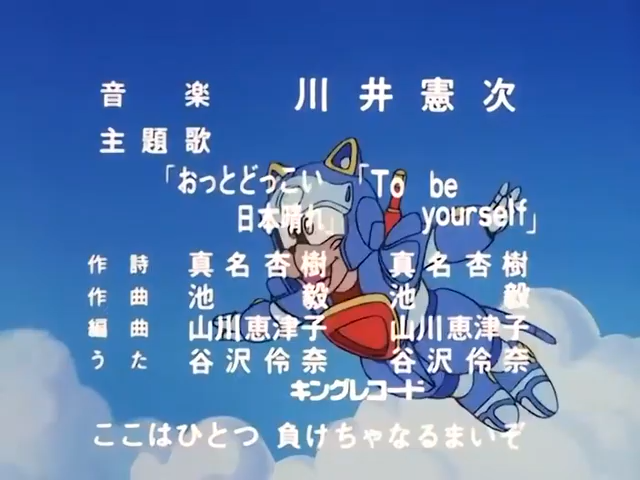 音楽 川井憲次
主題歌
「おっとどっこい 「To be
日本晴れ」 yourself」
作詩 真名杏樹 真名杏樹
作曲 池毅 池毅
編曲 山川恵津子 山川恵津子
うた 谷沢伶奈 谷沢伶奈
キングレコード
ここはひとつ 負けちゃなるまいぞ